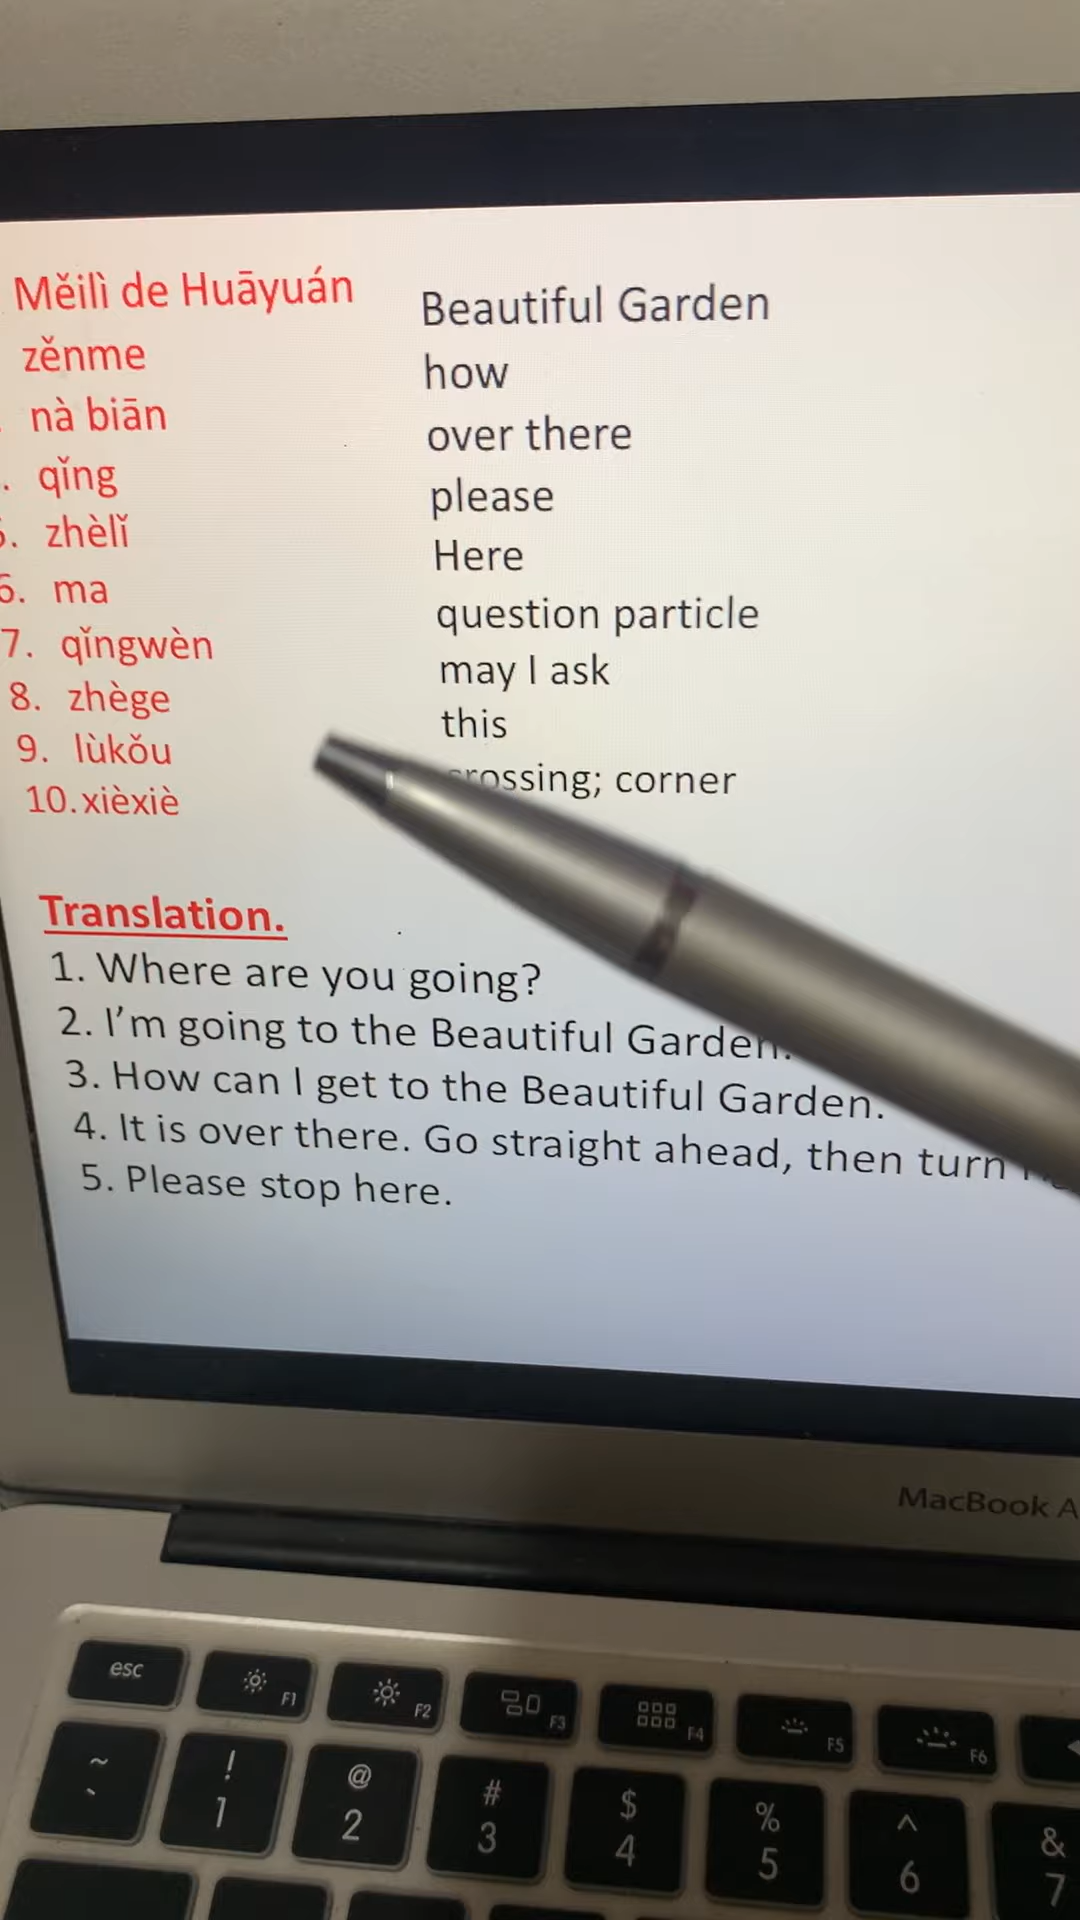 Měilì de Huāyuán Beautiful Garden
zěnme how
nà biān over there
. qǐng please
5. zhèlǐ Here
6. ma question particle
7. qǐngwèn may I ask
8. zhège this
9. lùkǒu crossing; corner
10. xièxiè
Translation.
1. Where are you going?
2. I'm going to the Beautiful Garden.
3. How can I get to the Beautiful Garden.
4. It is over there. Go straight ahead, then turn
5. Please stop here.
MacBook A
esc F1 F2 F3 F4 F5 F6
~ ! @ # $ % ^ &
` 1 2 3 4 5 6 7